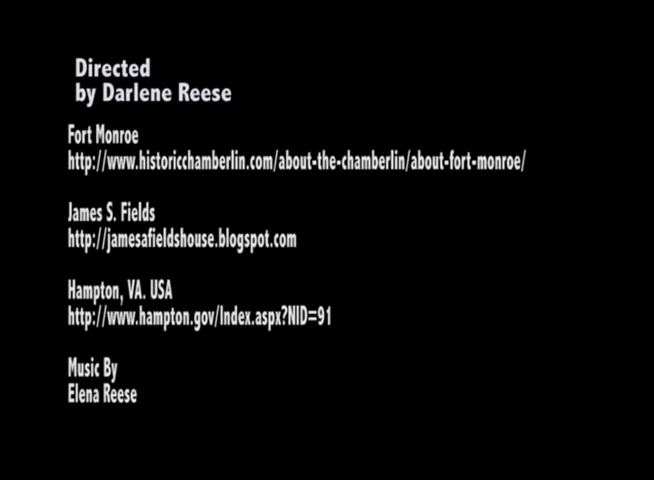 Directed
by Darlene Reese
Fort Monroe
http://www.historicchamberlin.com/about-the-chamberlin/about-fort-monroe/
James S. Fields
http://jamesafieldshouse.blogspot.com
Hampton, VA. USA
http://www.hampton.gov/Index.aspx?NID=91
Music By
Elena Reese